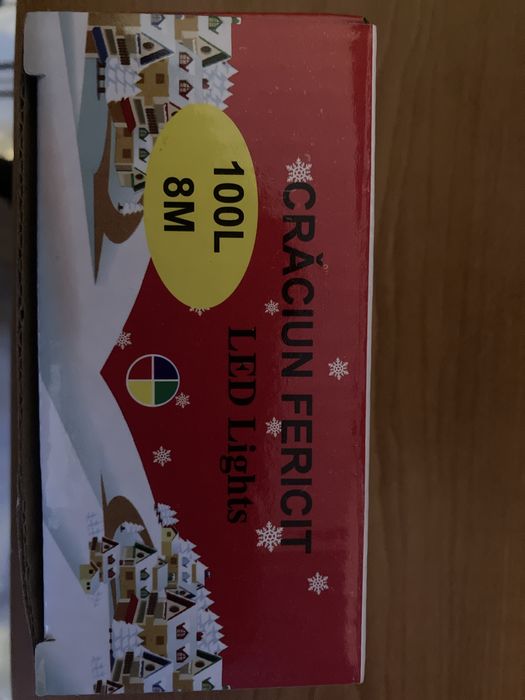 CRĂCIUN FERICIT
LED Lights
100L
8M